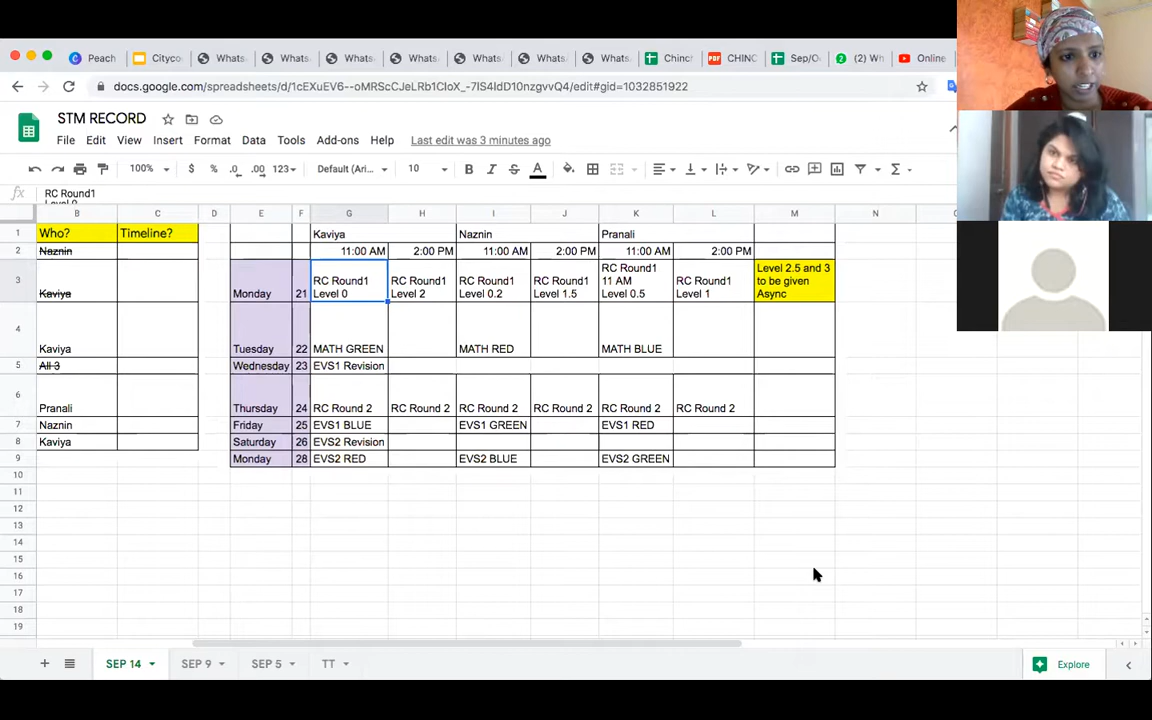 Peach
Cityco
Whats
Whats
Whats
Whats
Whats
Whats
Whats
Chinch
PDF CHINC
Sep/O
2 (2) Wh
Online
docs.google.com/spreadsheets/d/1cEXuEV6--oMRScCJeLRb1CIoX_-7IS4IdD10nzgvvQ4/edit#gid=1032851922
STM RECORD
File Edit View Insert Format Data Tools Add-ons Help Last edit was 3 minutes ago
100% $ % .0 .00 123 Default (Ari... 10 B I S A
fx RC Round1
B C D E F G H I J K L M N
1 Who? Timeline? Kaviya Naznin Pranali
2 Naznin 11:00 AM 2:00 PM 11:00 AM 2:00 PM 11:00 AM 2:00 PM
3 Kaviya Monday 21 RC Round1 Level 0 RC Round1 Level 2 RC Round1 Level 0.2 RC Round1 Level 1.5 RC Round1 11 AM Level 0.5 RC Round1 Level 1 Level 2.5 and 3 to be given Async
4 Kaviya Tuesday 22 MATH GREEN MATH RED MATH BLUE
5 All 3 Wednesday 23 EVS1 Revision
6 Pranali Thursday 24 RC Round 2 RC Round 2 RC Round 2 RC Round 2 RC Round 2 RC Round 2
7 Naznin Friday 25 EVS1 BLUE EVS1 GREEN EVS1 RED
8 Kaviya Saturday 26 EVS2 Revision
9 Monday 28 EVS2 RED EVS2 BLUE EVS2 GREEN
10
11
12
13
14
15
16
17
18
19
SEP 14 SEP 9 SEP 5 TT Explore